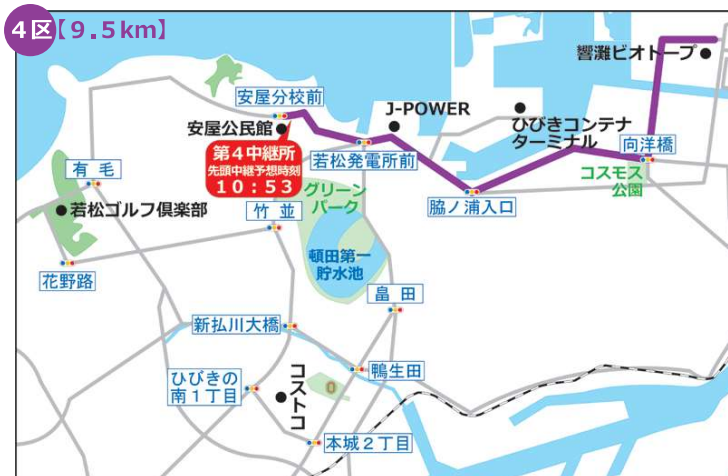 4区【9.5km】
響灘ビオトープ
安屋分校前
J-POWER
安屋公民館
ひびきコンテナ
ターミナル
向洋橋
第4中継所
先頭中継予想時刻
10:53
若松発電所前
コスモス
公園
有毛
グリーン
パーク
脇ノ浦入口
若松ゴルフ倶楽部
竹並
頓田第一
貯水池
花野路
畠田
新払川大橋
コストコ
鴨生田
ひびきの
南1丁目
本城2丁目